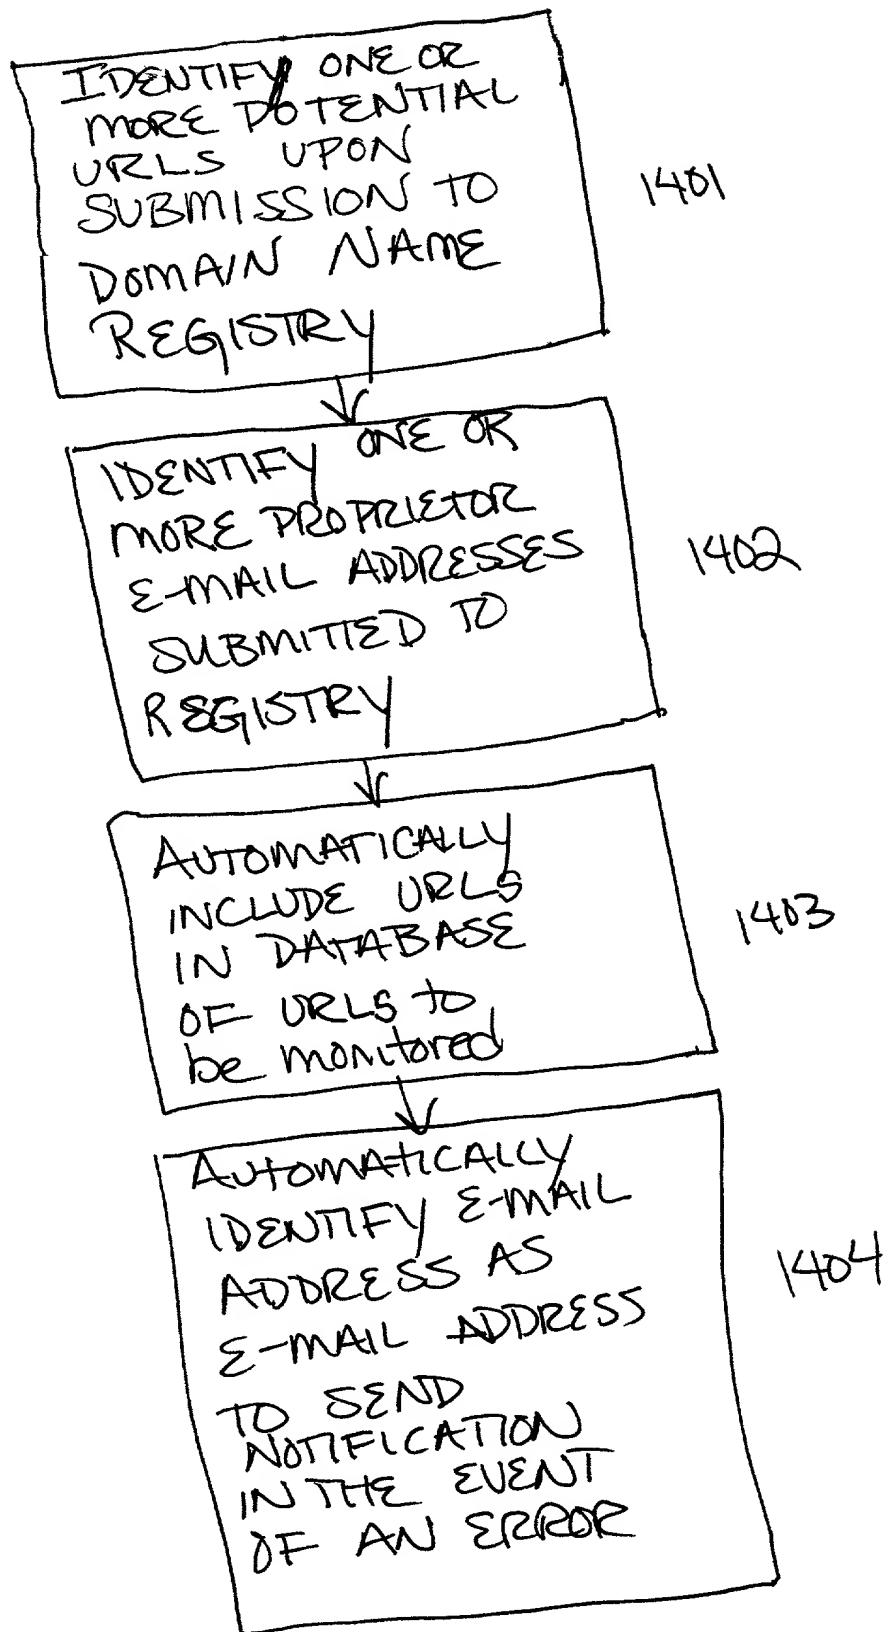 IDENTIFY ONE OR
MORE POTENTIAL
URLS UPON
SUBMISSION TO
DOMAIN NAME
REGISTRY
1401
IDENTIFY ONE OR
MORE PROPRIETOR
E-MAIL ADDRESSES
SUBMITTED TO
REGISTRY
1402
AUTOMATICALLY
INCLUDE URLS
IN DATABASE
OF URLS to
be monitored
1403
AUTOMATICALLY
IDENTIFY E-MAIL
ADDRESS AS
E-MAIL ADDRESS
TO SEND
NOTIFICATION
IN THE EVENT
OF AN ERROR
1404